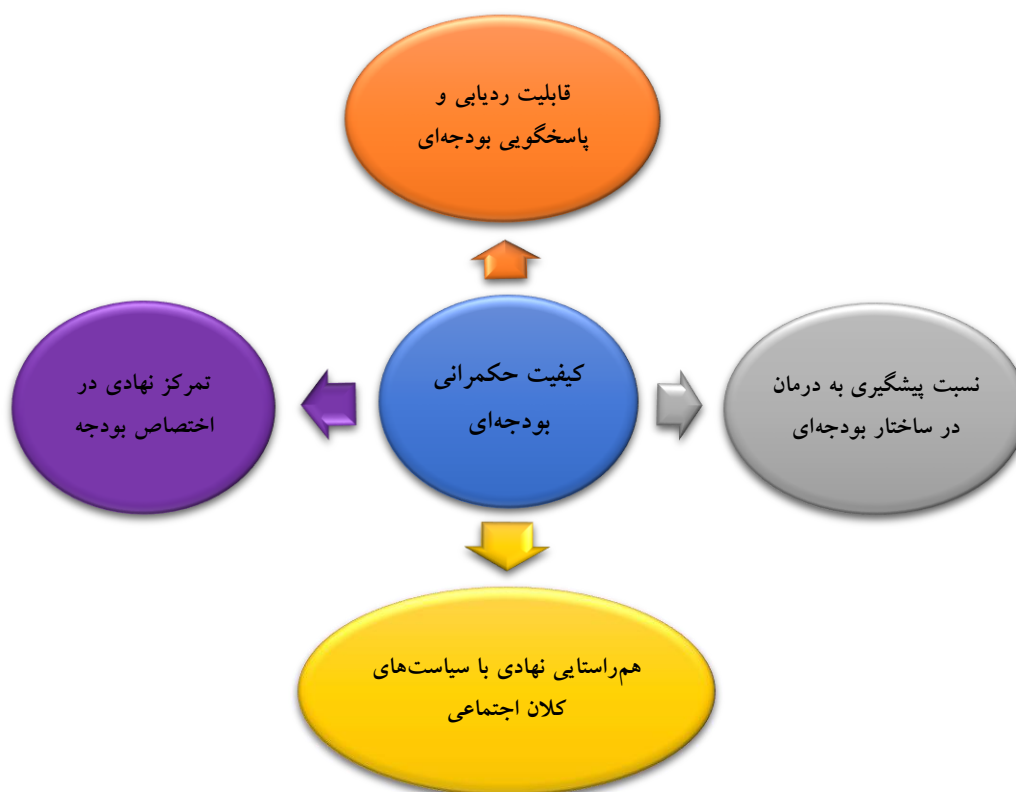 قابلیت ردیابی و
پاسخگویی بودجه‌ای
نسبت پیشگیری به درمان
در ساختار بودجه‌ای
کیفیت حکمرانی
بودجه‌ای
تمرکز نهادی در
اختصاص بودجه
هم‌راستایی نهادی با سیاست‌های
کلان اجتماعی